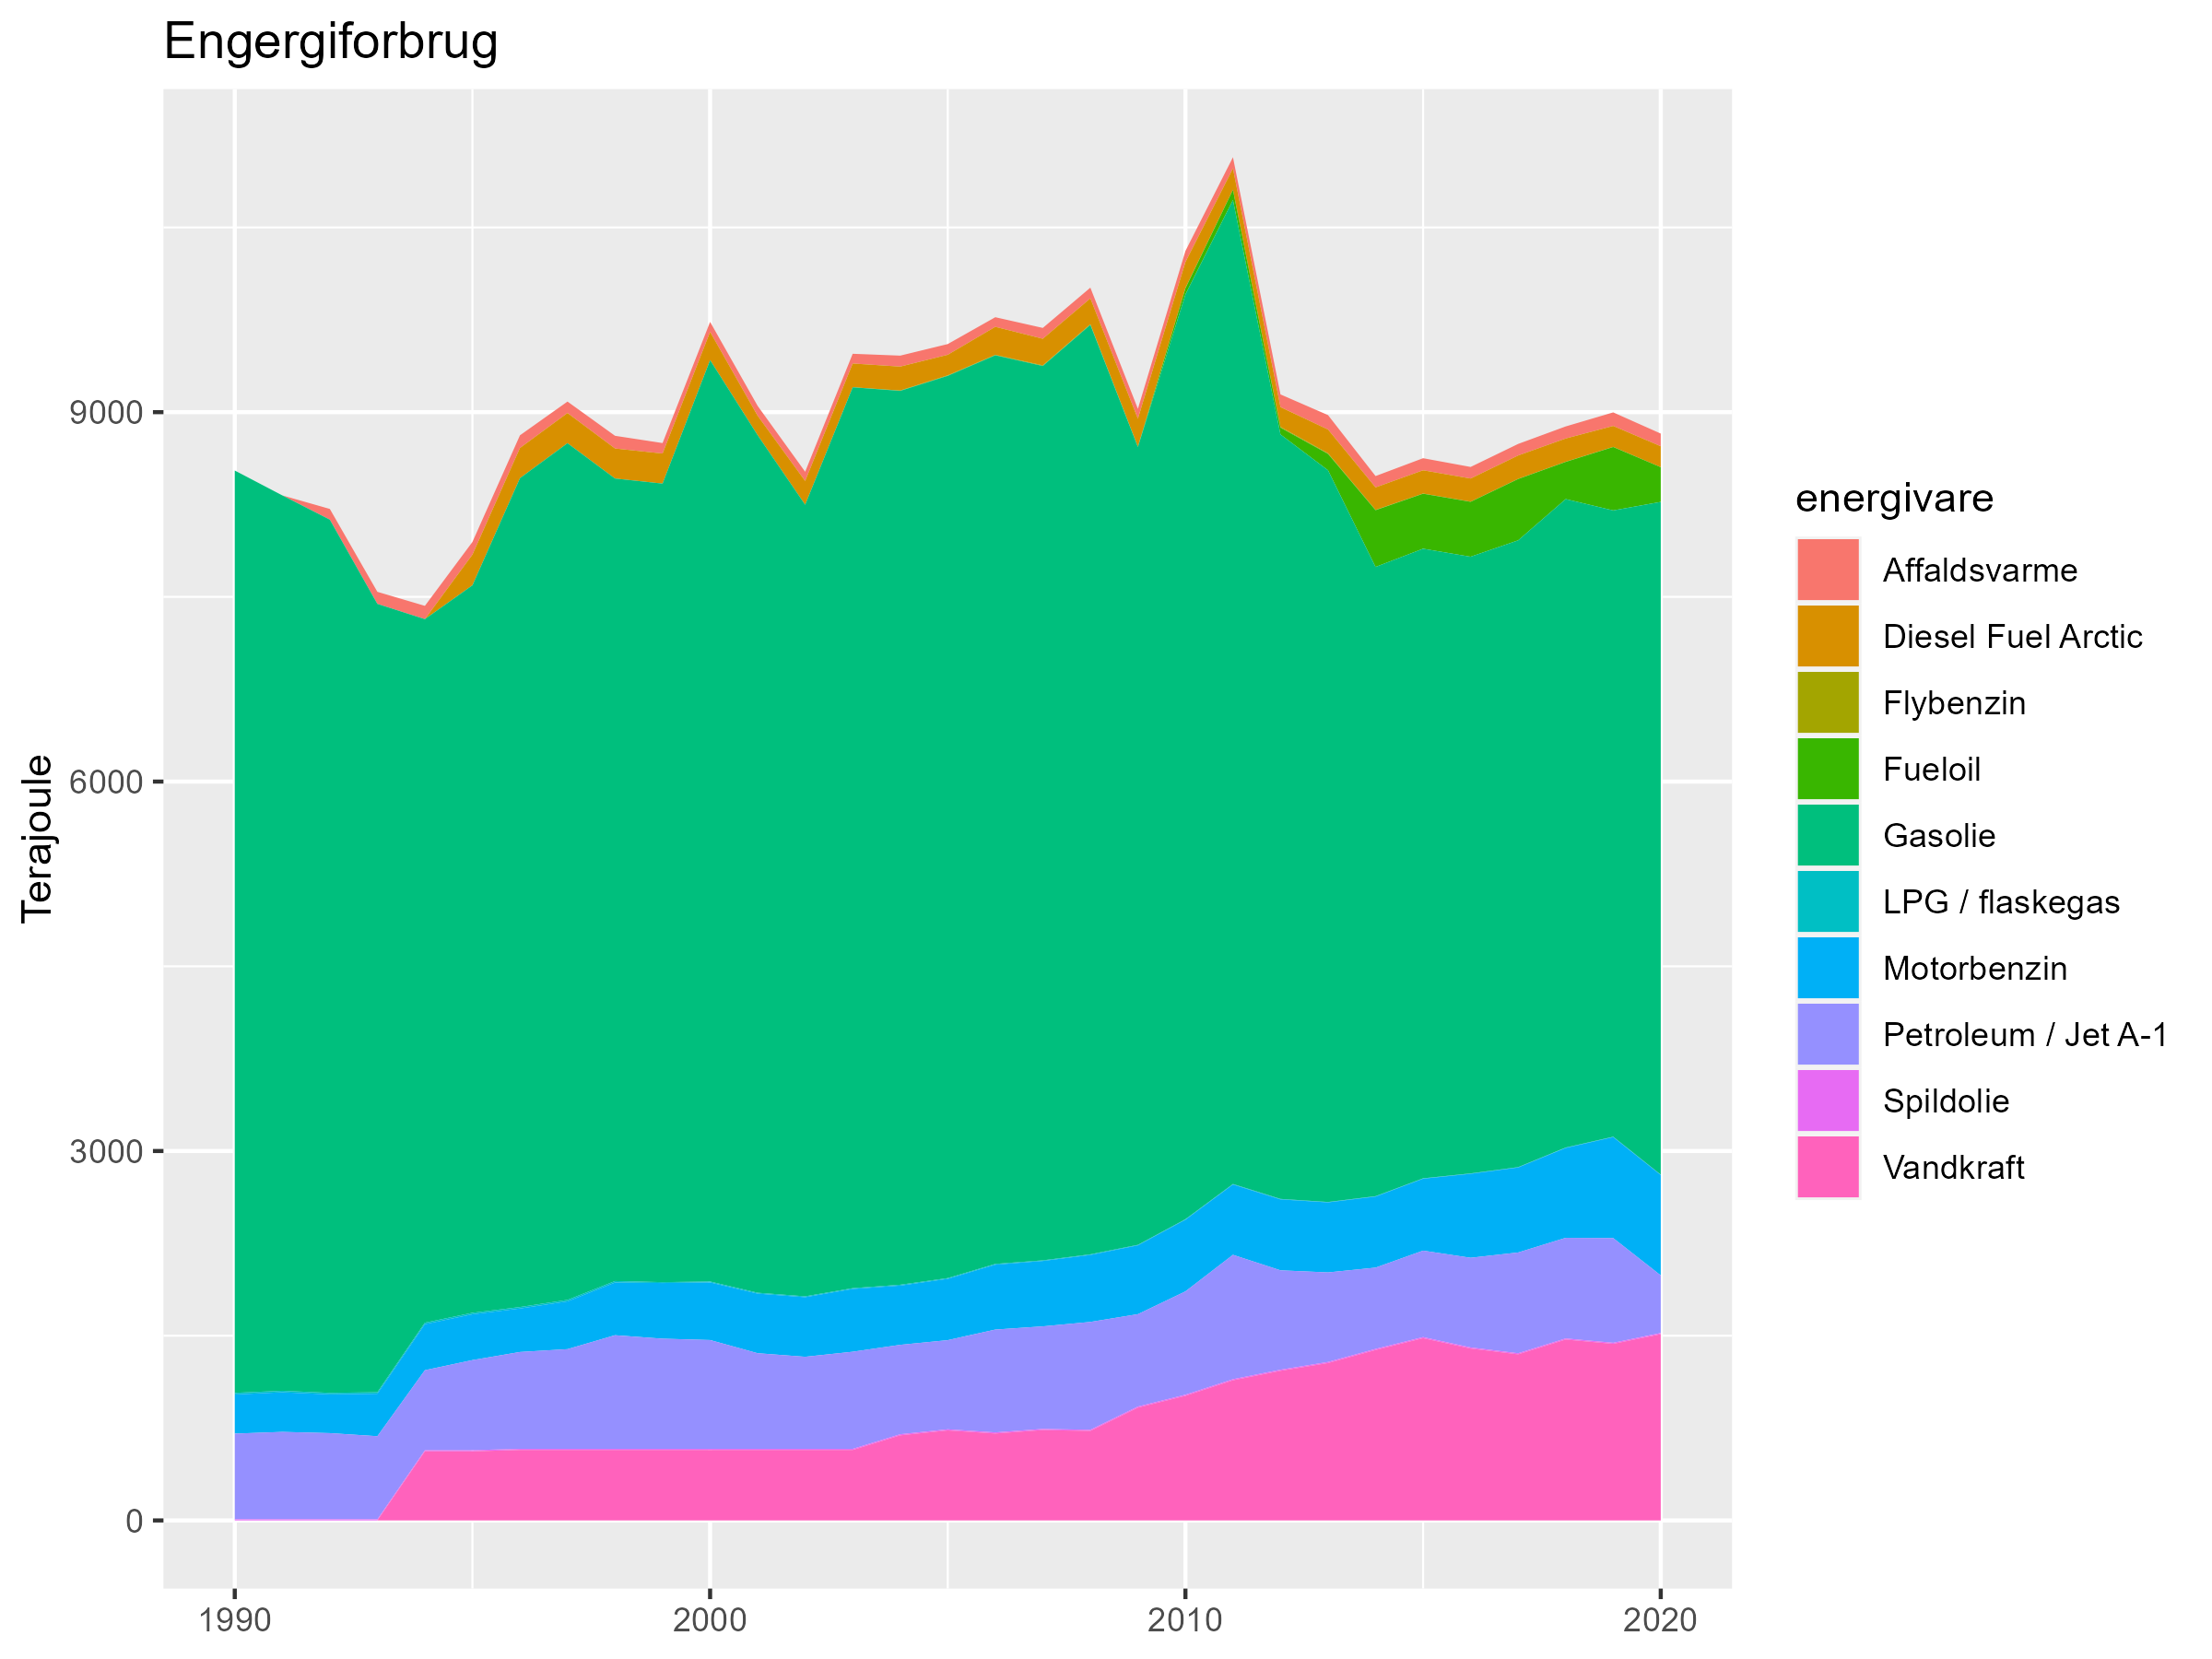 Engergiforbrug
Terajoule
9000
6000
3000
0
1990
2000
2010
2020
energivare
Affaldsvarme
Diesel Fuel Arctic
Flybenzin
Fueloil
Gasolie
LPG / flaskegas
Motorbenzin
Petroleum / Jet A-1
Spildolie
Vandkraft